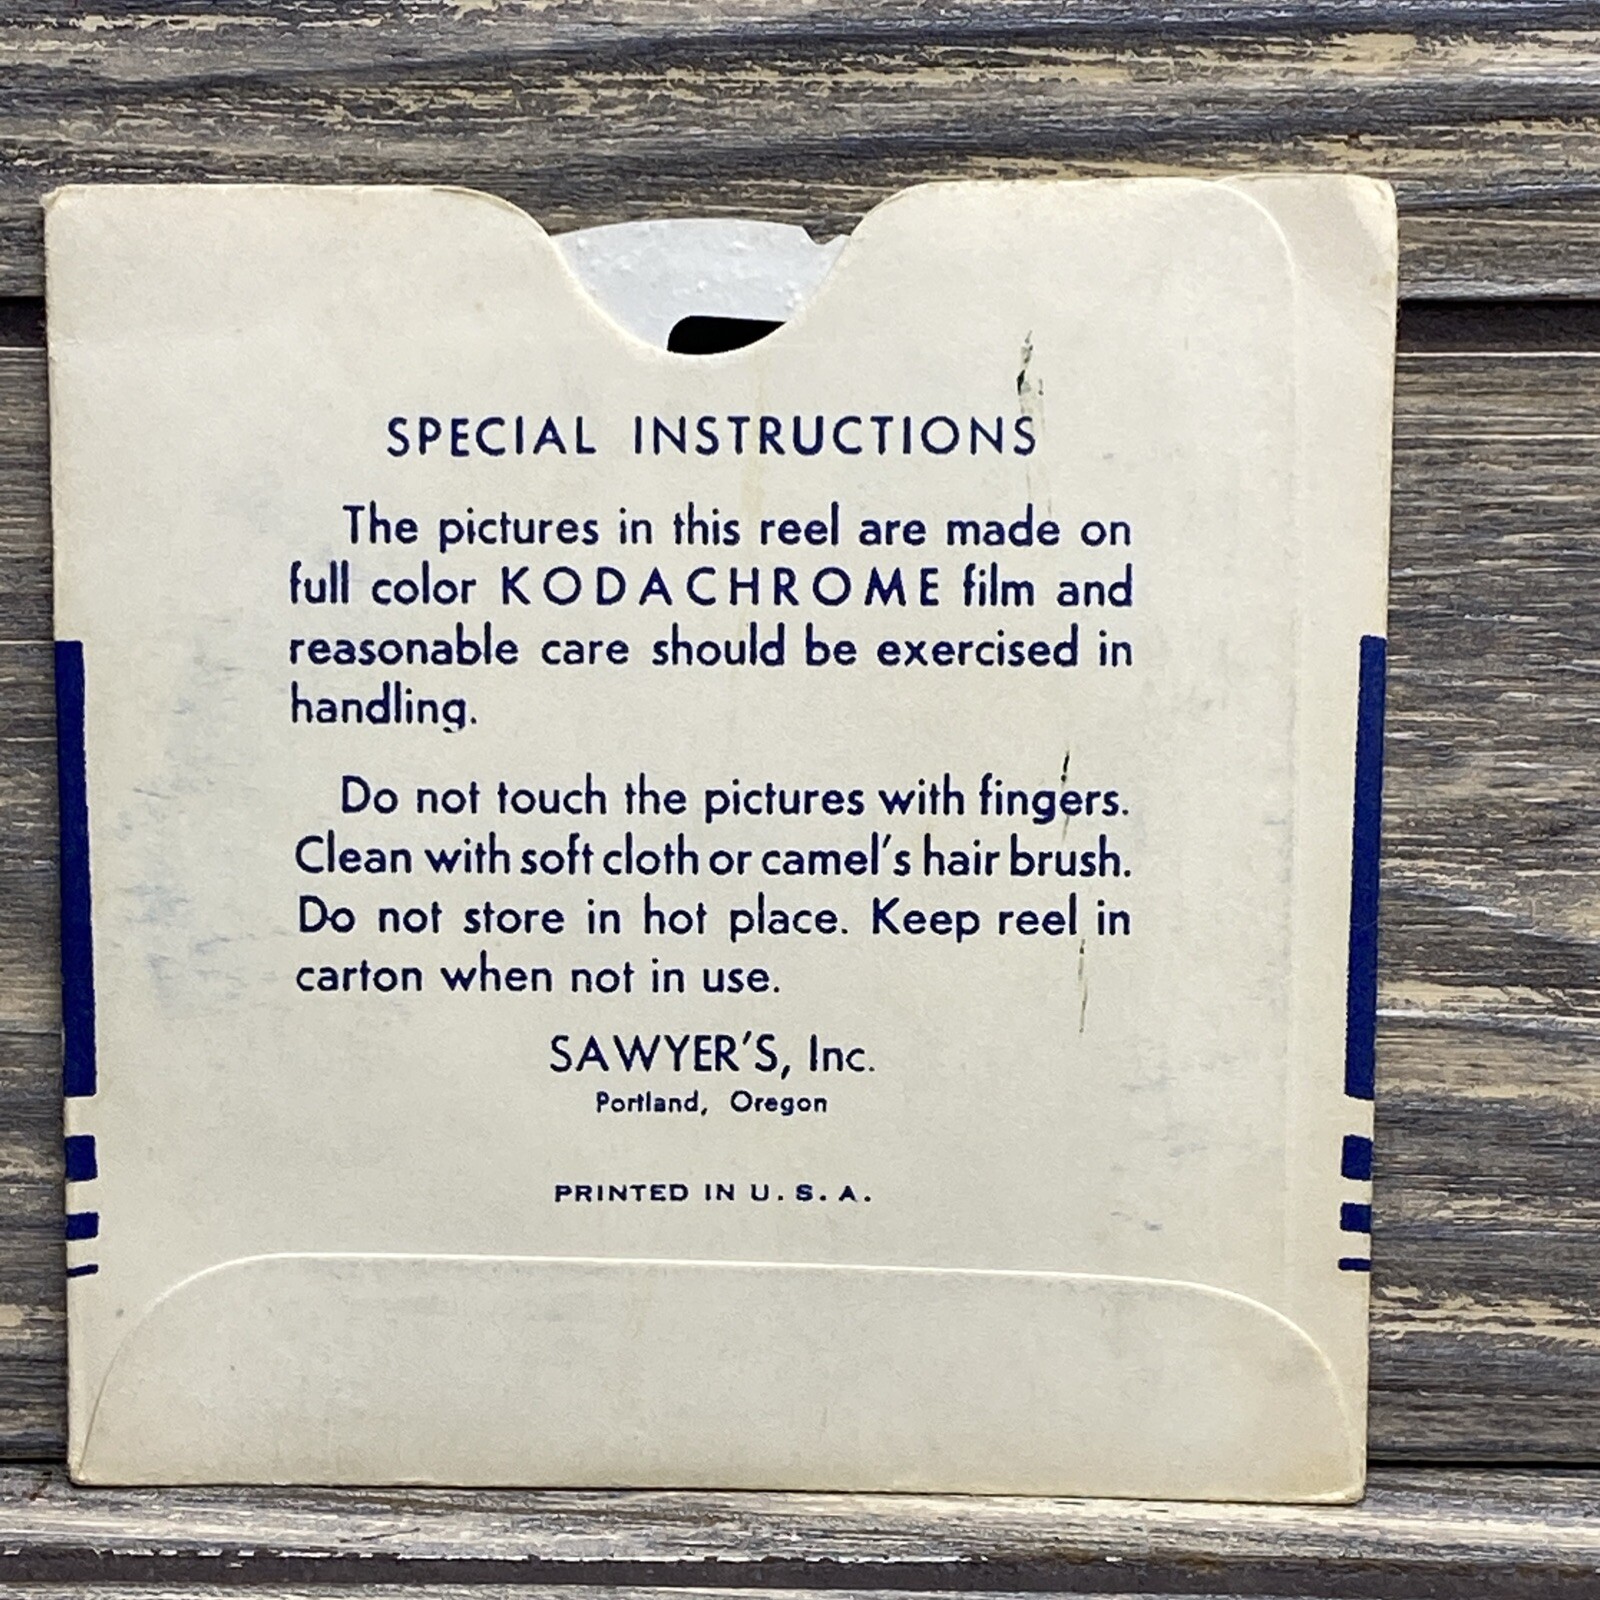 SPECIAL INSTRUCTIONS
The pictures in this reel are made on
full color KODACHROME film and
reasonable care should be exercised in
handling.
Do not touch the pictures with fingers.
Clean with soft cloth or camel's hair brush.
Do not store in hot place. Keep reel in
carton when not in use.
SAWYER'S, Inc.
Portland, Oregon
PRINTED IN U. S. A.